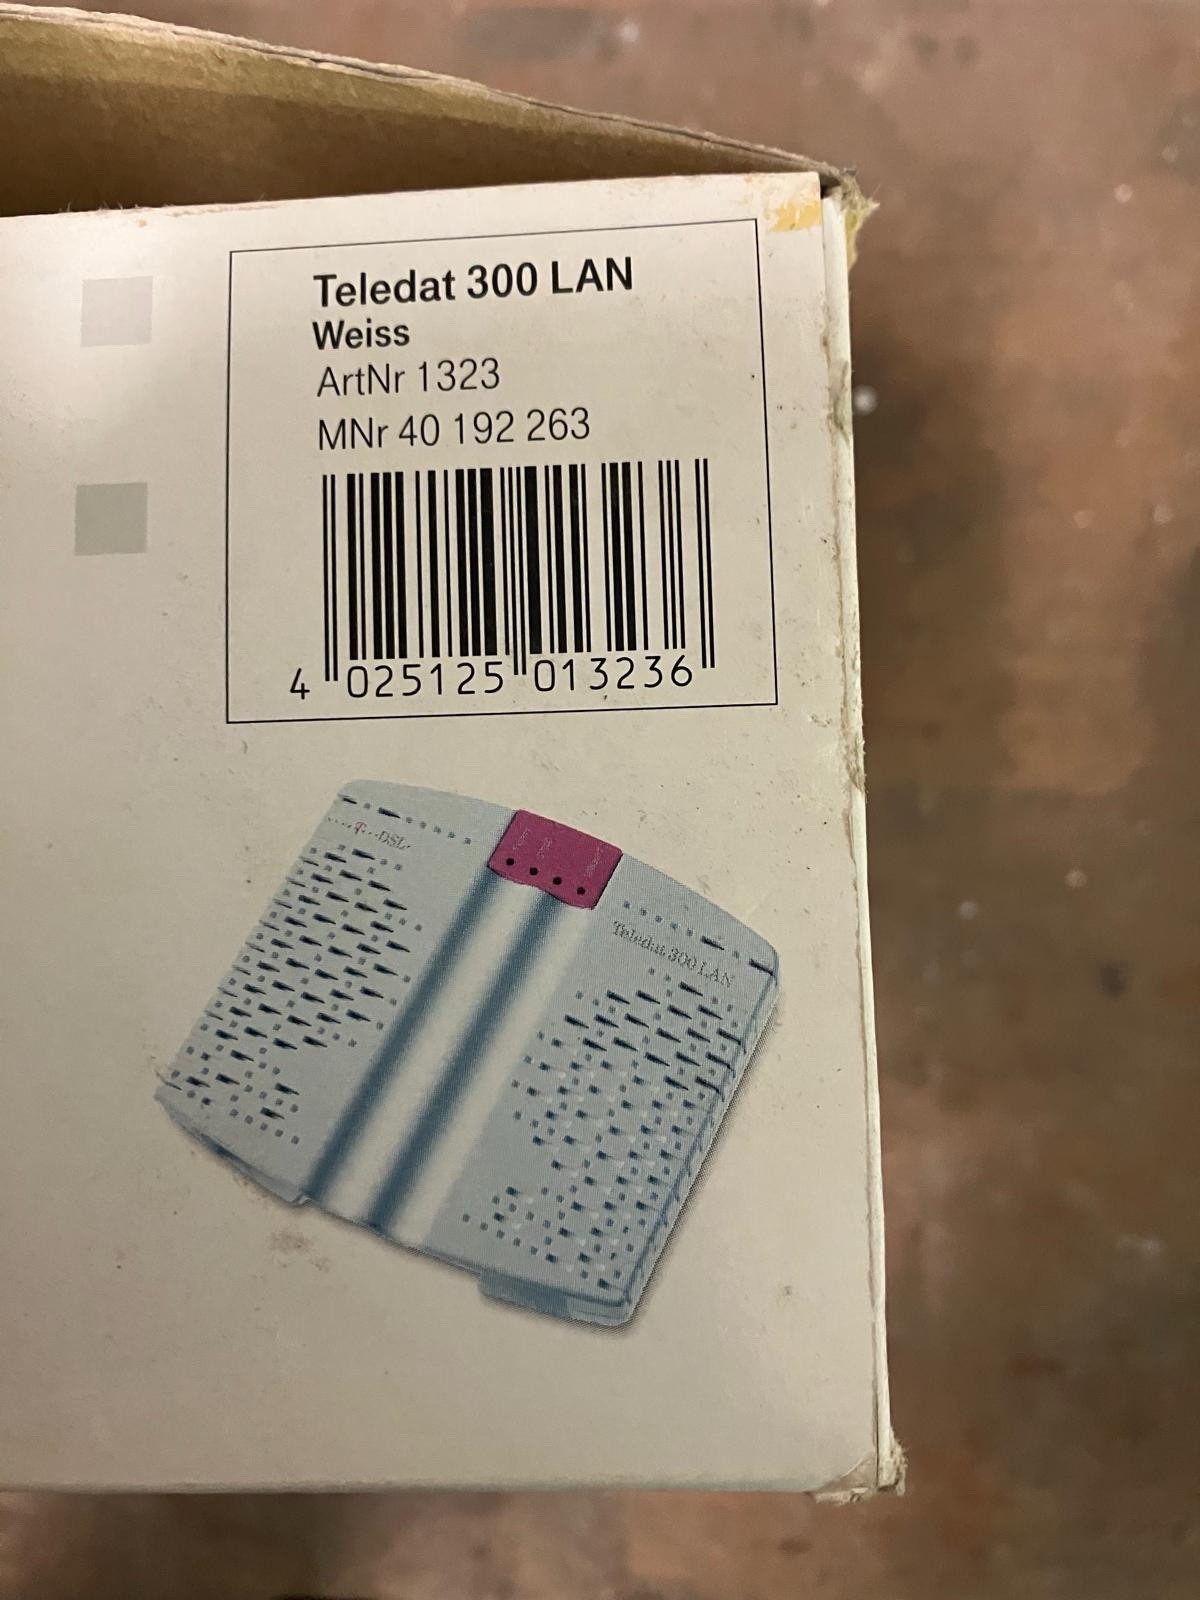 Teledat 300 LAN
Weiss
ArtNr 1323
MNr 40 192 263
4 025125 013236
T DSL
Teledat 300 LAN